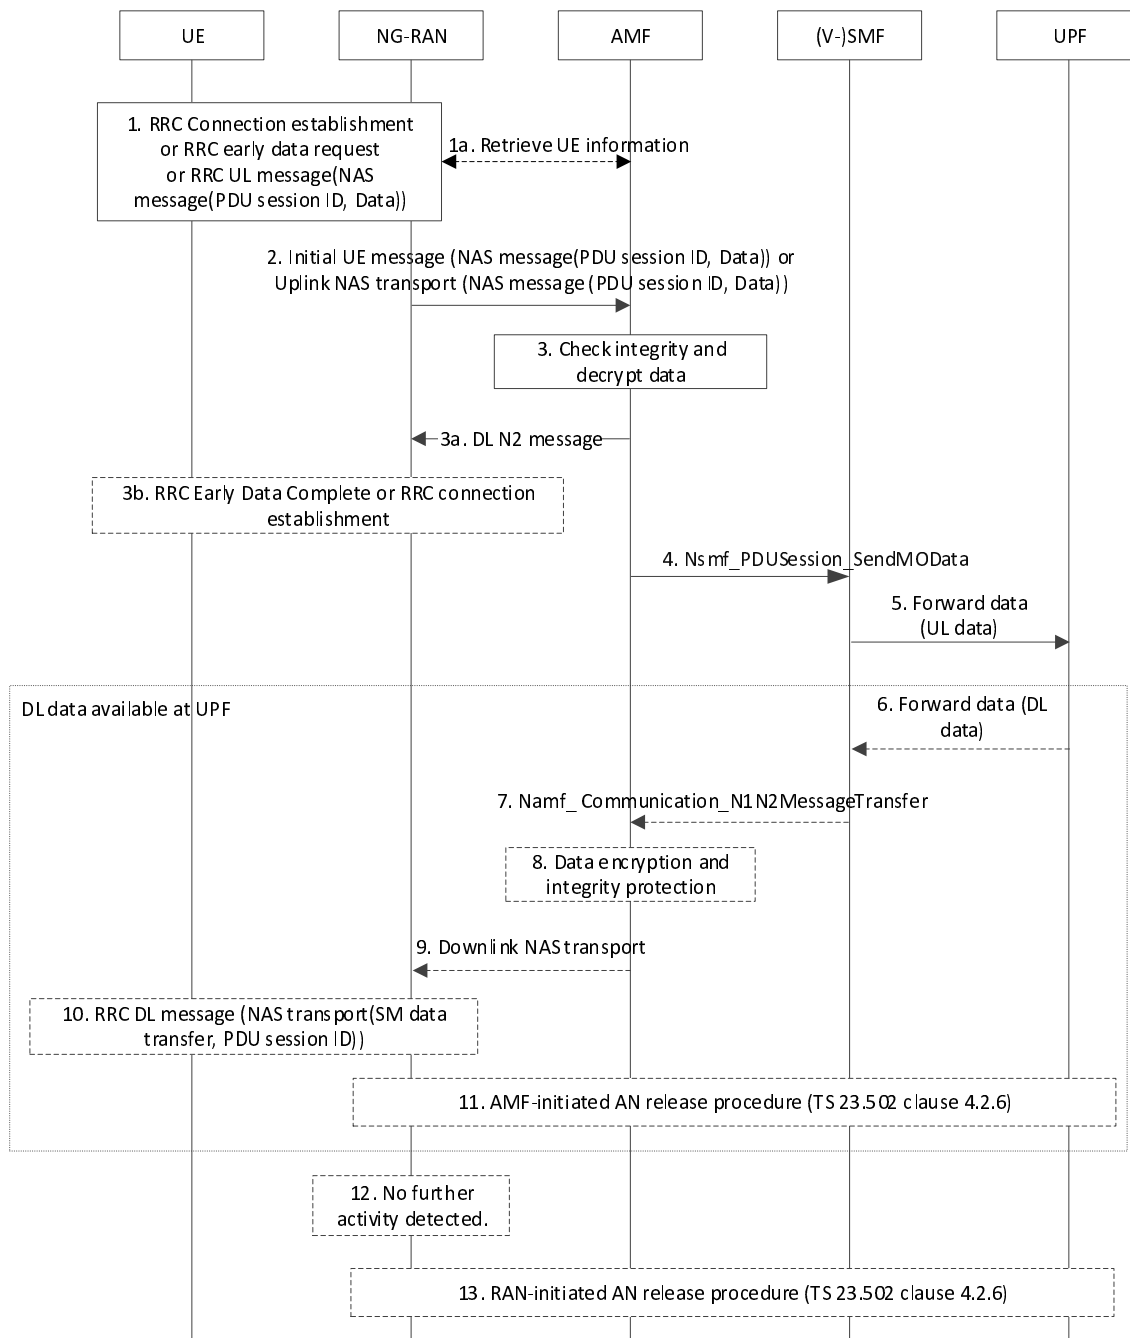 UE
NG-RAN
AMF
(V-)SMF
UPF
1. RRC Connection establishment
or RRC early data request
or RRC UL message(NAS
message(PDU session ID, Data))
1a. Retrieve UE information
2. Initial UE message (NAS message(PDU session ID, Data)) or
Uplink NAS transport (NAS message (PDU session ID, Data))
3. Check integrity and
decrypt data
3a. DL N2 message
3b. RRC Early Data Complete or RRC connection
establishment
4. Nsmf_PDUSession_SendMOData
5. Forward data
(UL data)
DL data available at UPF
6. Forward data (DL
data)
7. Namf_ Communication_N1N2MessageTransfer
8. Data encryption and
integrity protection
9. Downlink NAS transport
10. RRC DL message (NAS transport(SM data
transfer, PDU session ID))
11. AMF-initiated AN release procedure (TS 23.502 clause 4.2.6)
12. No further
activity detected.
13. RAN-initiated AN release procedure (TS 23.502 clause 4.2.6)